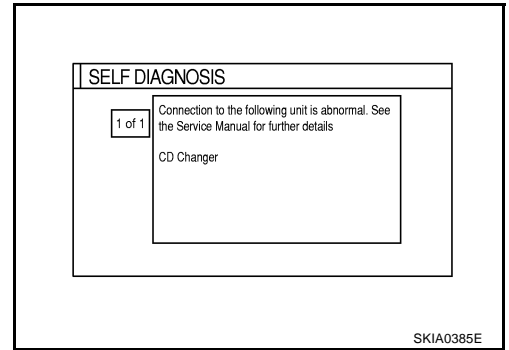 SELF DIAGNOSIS
1 of 1
Connection to the following unit is abnormal. See
the Service Manual for further details
CD Changer
SKIA0385E